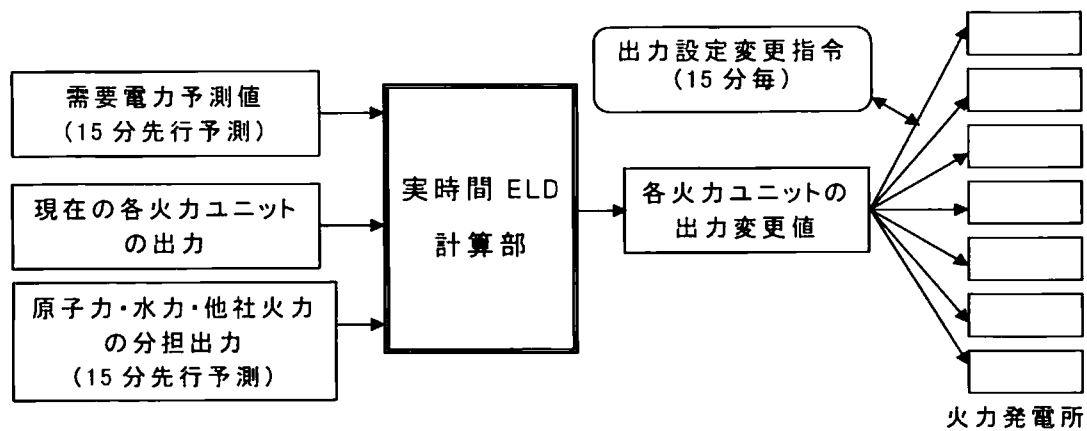 需要電力予測値
(15分先行予測)
現在の各火力ユニット
の出力
原子力・水力・他社火力
の分担出力
(15分先行予測)
実時間 ELD
計算部
出力設定変更指令
(15分毎)
各火力ユニットの
出力変更値
火力発電所